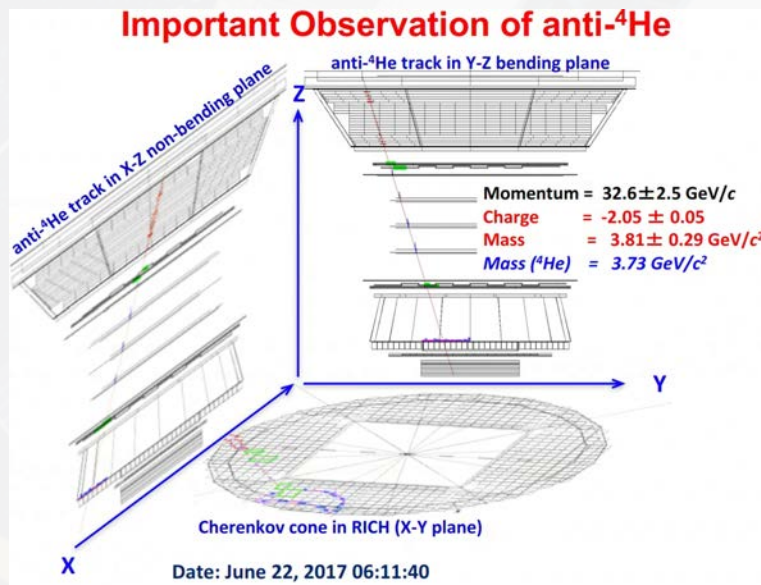 Important Observation of anti-⁴He
anti-⁴He track in Y-Z bending plane
anti-⁴He track in X-Z non-bending plane
Z
Momentum = 32.6±2.5 GeV/c
Charge = -2.05 ± 0.05
Mass = 3.81± 0.29 GeV/c²
Mass (⁴He) = 3.73 GeV/c²
Y
X
Cherenkov cone in RICH (X-Y plane)
Date: June 22, 2017 06:11:40